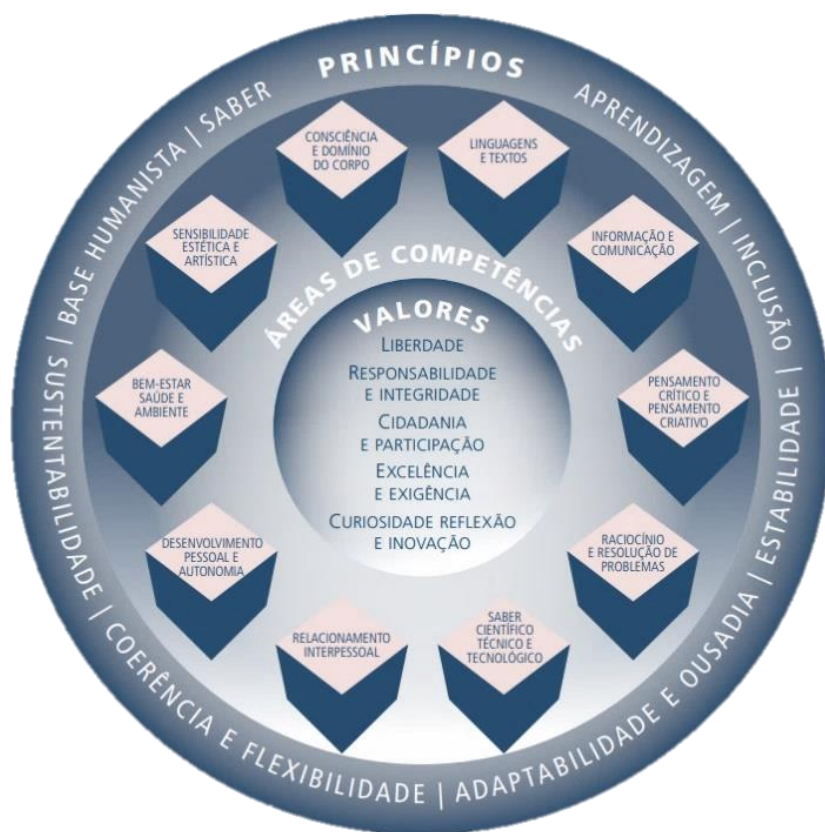 PRINCÍPIOS
APRENDIZAGEM | INCLUSÃO | ESTABILIDADE | ADAPTABILIDADE E OUSADIA | COERÊNCIA E FLEXIBILIDADE | SUSTENTABILIDADE | BASE HUMANISTA | SABER
ÁREAS DE COMPETÊNCIAS
LINGUAGENS
E TEXTOS
INFORMAÇÃO E
COMUNICAÇÃO
PENSAMENTO
CRÍTICO E
PENSAMENTO
CRIATIVO
RACIOCÍNIO
E RESOLUÇÃO DE
PROBLEMAS
SABER
CIENTÍFICO
TÉCNICO E
TECNOLÓGICO
RELACIONAMENTO
INTERPESSOAL
DESENVOLVIMENTO
PESSOAL E
AUTONOMIA
BEM-ESTAR
SAÚDE E
AMBIENTE
SENSIBILIDADE
ESTÉTICA E
ARTÍSTICA
CONSCIÊNCIA
E DOMÍNIO
DO CORPO
VALORES
LIBERDADE
RESPONSABILIDADE
E INTEGRIDADE
CIDADANIA
E PARTICIPAÇÃO
EXCELÊNCIA
E EXIGÊNCIA
CURIOSIDADE REFLEXÃO
E INOVAÇÃO